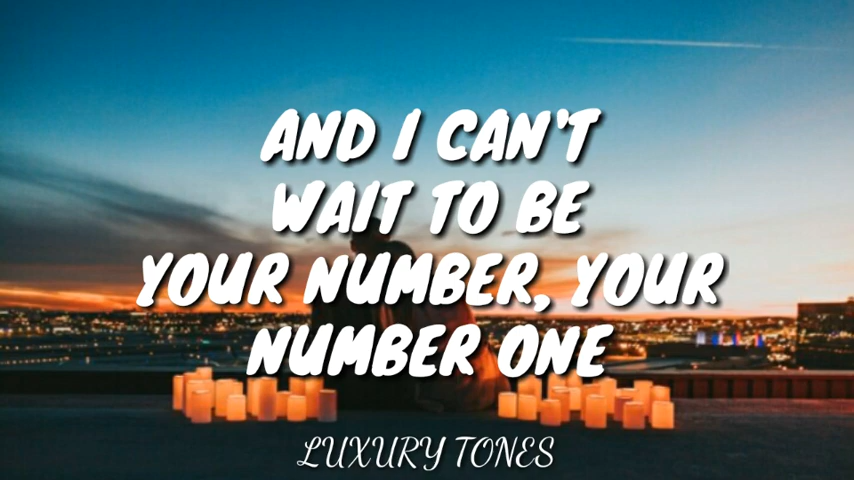 AND I CAN'T
WAIT TO BE
YOUR NUMBER, YOUR
NUMBER ONE
LUXURY TONES